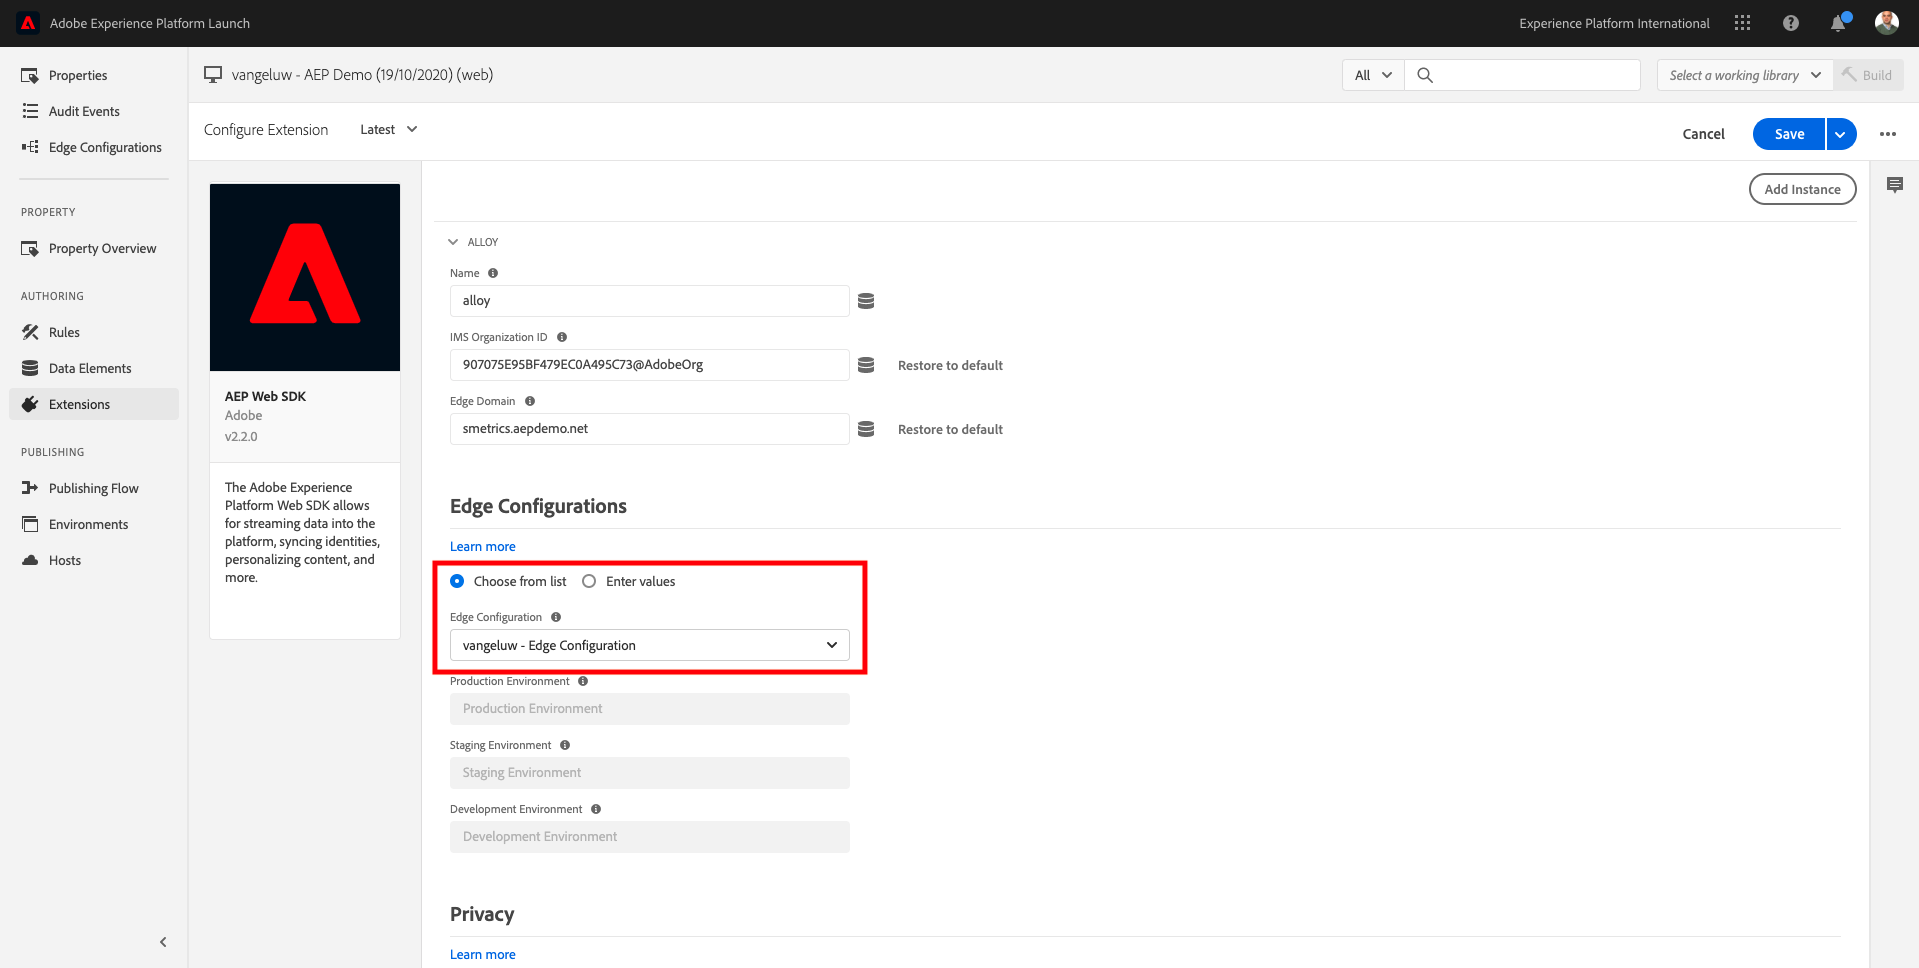 Adobe Experience Platform Launch
Experience Platform International
Properties
Audit Events
Edge Configurations
PROPERTY
Property Overview
AUTHORING
Rules
Data Elements
Extensions
PUBLISHING
Publishing Flow
Environments
Hosts
vangeluw - AEP Demo (19/10/2020) (web)
All
Select a working library
Build
Configure Extension
Latest
Cancel
Save
AEP Web SDK
Adobe
v2.2.0
The Adobe Experience
Platform Web SDK allows
for streaming data into the
platform, syncing identities,
personalizing content, and
more.
Add Instance
ALLOY
Name
alloy
IMS Organization ID
907075E95BF479EC0A495C73@AdobeOrg
Restore to default
Edge Domain
smetrics.aepdemo.net
Restore to default
Edge Configurations
Learn more
Choose from list
Enter values
Edge Configuration
vangeluw - Edge Configuration
Production Environment
Production Environment
Staging Environment
Staging Environment
Development Environment
Development Environment
Privacy
Learn more